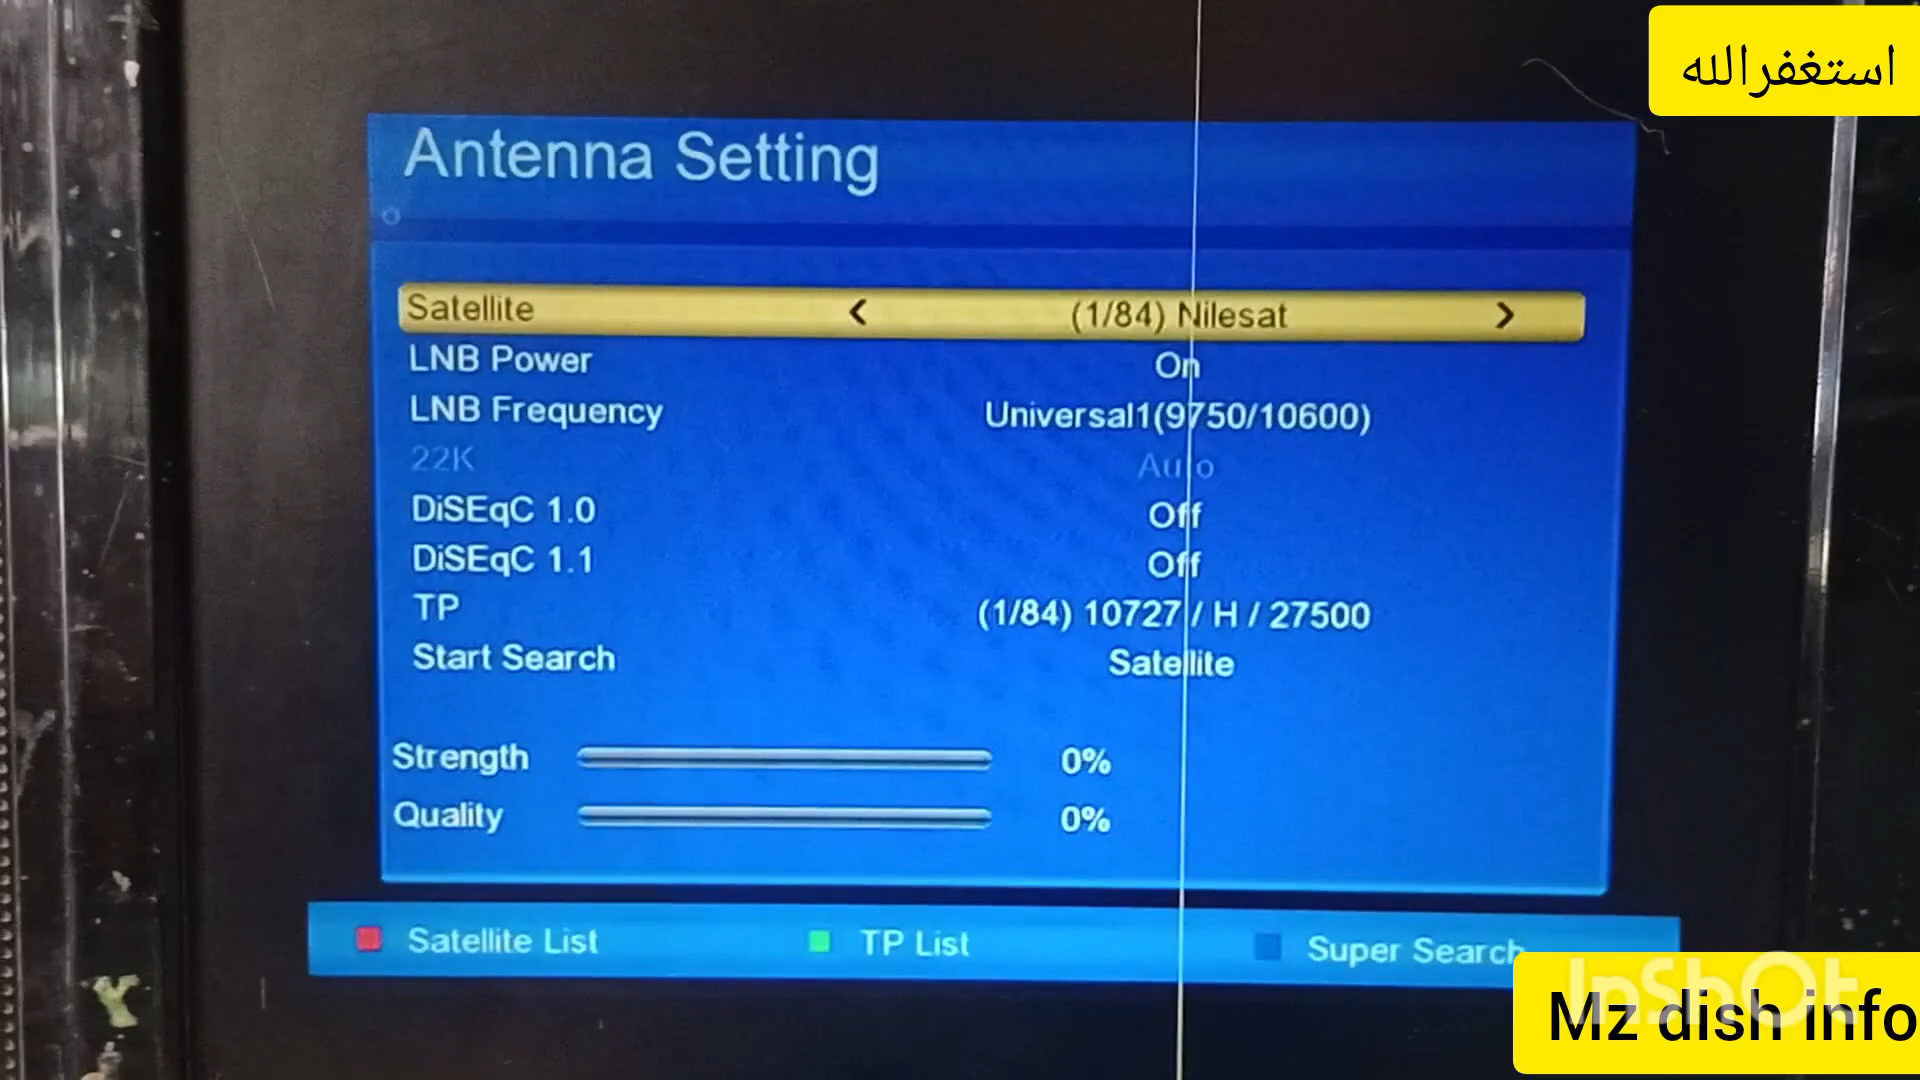 استغفرالله
Antenna Setting
Satellite < (1/84) Nilesat >
LNB Power On
LNB Frequency Universal1(9750/10600)
22K Auto
DiSEqC 1.0 Off
DiSEqC 1.1 Off
TP (1/84) 10727 / H / 27500
Start Search Satellite
Strength 0%
Quality 0%
Satellite List TP List Super Search
InShOt
Mz dish info